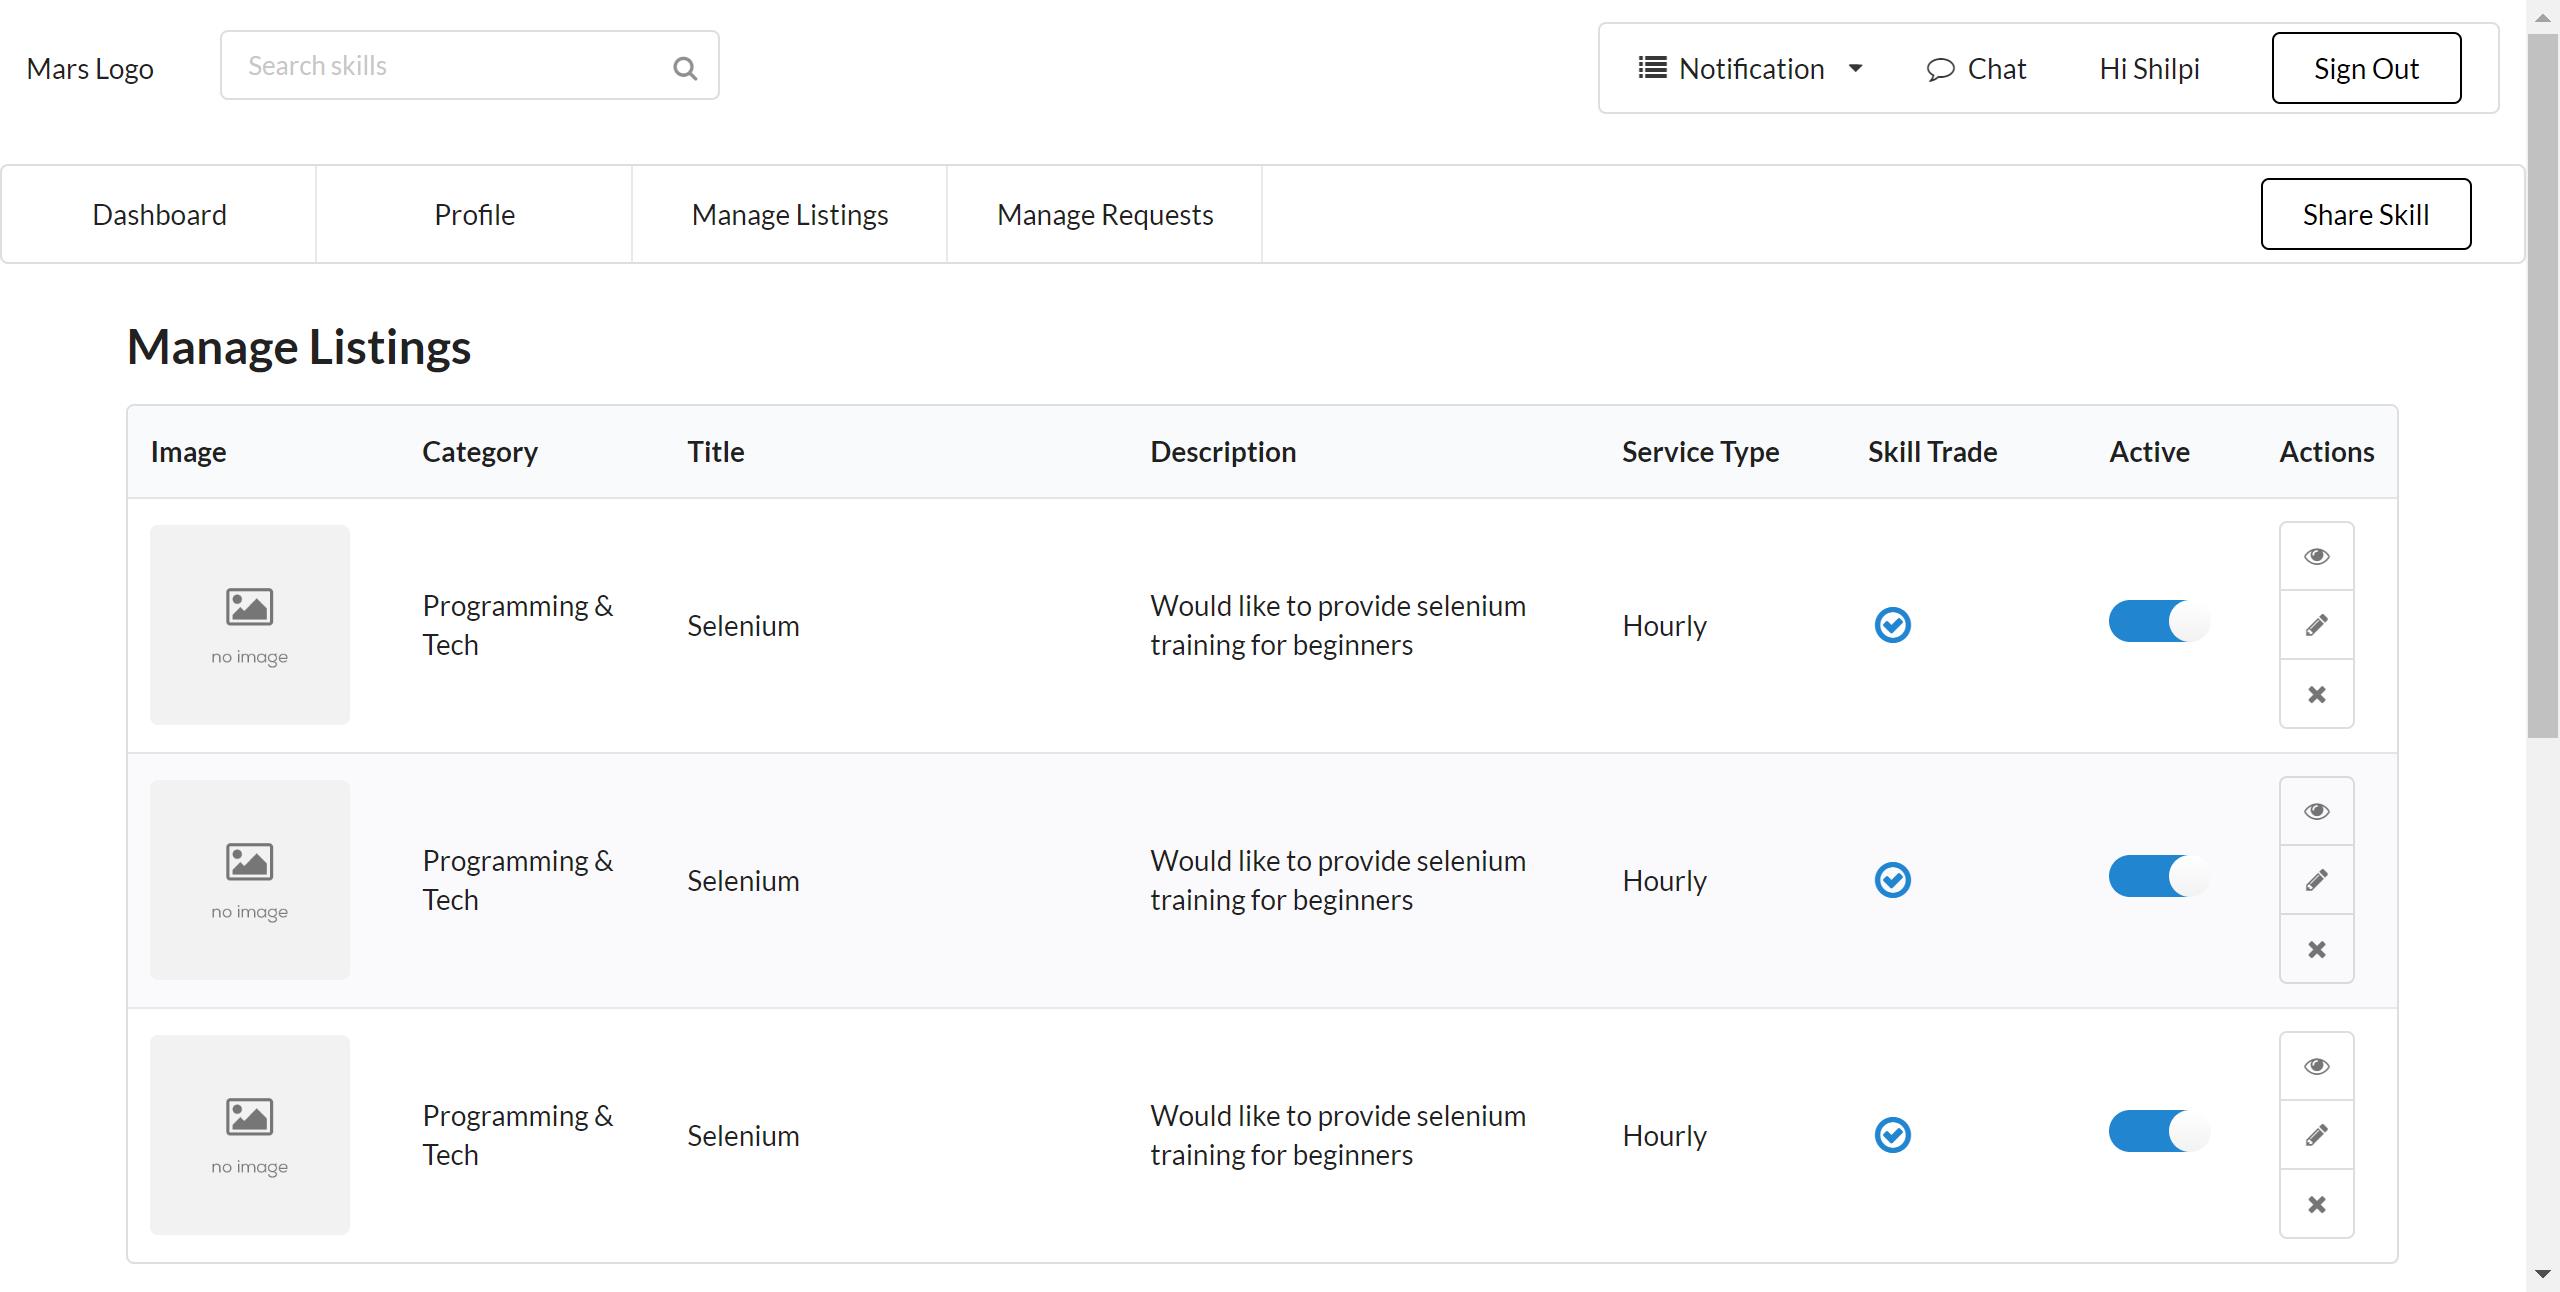 Mars Logo
Search skills
Notification
Chat
Hi Shilpi
Sign Out
Dashboard
Profile
Manage Listings
Manage Requests
Share Skill
Manage Listings
Image
Category
Title
Description
Service Type
Skill Trade
Active
Actions
no image
Programming &
Tech
Selenium
Would like to provide selenium
training for beginners
Hourly
no image
Programming &
Tech
Selenium
Would like to provide selenium
training for beginners
Hourly
no image
Programming &
Tech
Selenium
Would like to provide selenium
training for beginners
Hourly